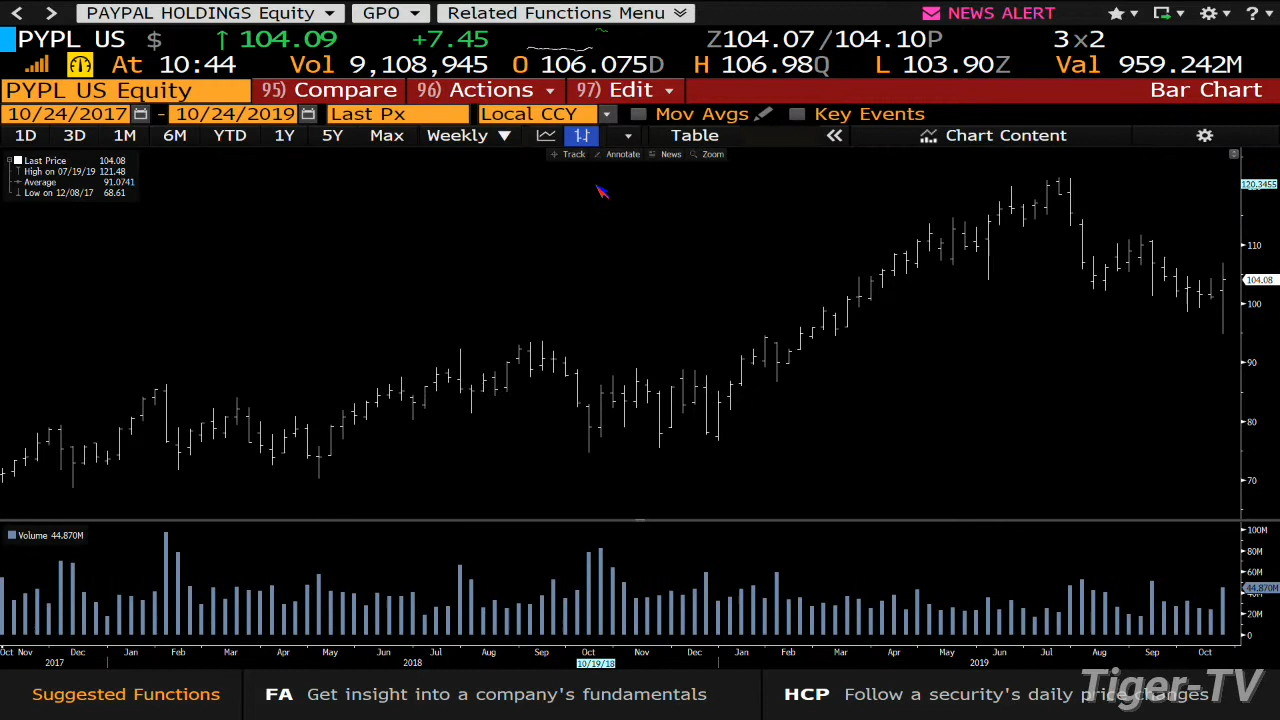 PAYPAL HOLDINGS Equity GPO Related Functions Menu NEWS ALERT ?
PYPL US $ ↑ 104.09 +7.45 Z104.07 / 104.10P 3×2
At 10:44 Vol 9,108,945 O 106.075D H 106.98Q L 103.90Z Val 959.242M
PYPL US Equity 95) Compare 96) Actions 97) Edit Bar Chart
10/24/2017 - 10/24/2019 Last Px Local CCY Mov Avgs Key Events
1D 3D 1M 6M YTD 1Y 5Y Max Weekly ▼ Table « Chart Content
Track Annotate News Zoom
Last Price 104.08
High on 07/19/19 121.48
Average 91.0741
Low on 12/08/17 68.61
120.3455
110
104.08
100
90
80
70
Volume 44.870M
100M
80M
60M
44.870M
20M
0
Oct Nov Dec Jan Feb Mar Apr May Jun Jul Aug Sep Oct Nov Dec Jan Feb Mar Apr May Jun Jul Aug Sep Oct
2017 2018 10/19/18 2019
Suggested Functions FA Get insight into a company's fundamentals HCP Follow a security's daily price changes
Tiger-TV